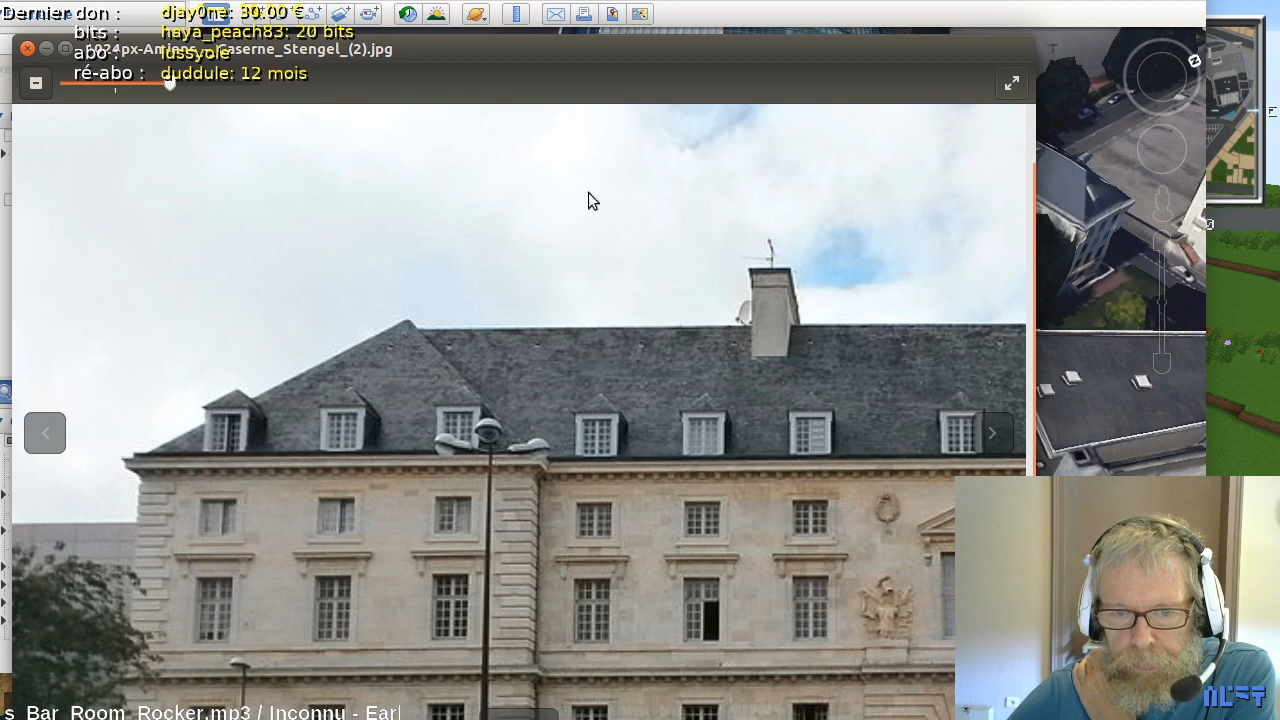 Dernier don : djay0ne: 30.00 €
bits : haya_peach83: 20 bits
1024px-Amiens_-_Caserne_Stengel_(2).jpg
abo : lussyole
ré-abo : duddule: 12 mois
s_Bar_Room_Rocker.mp3 / Inconnu - Ear